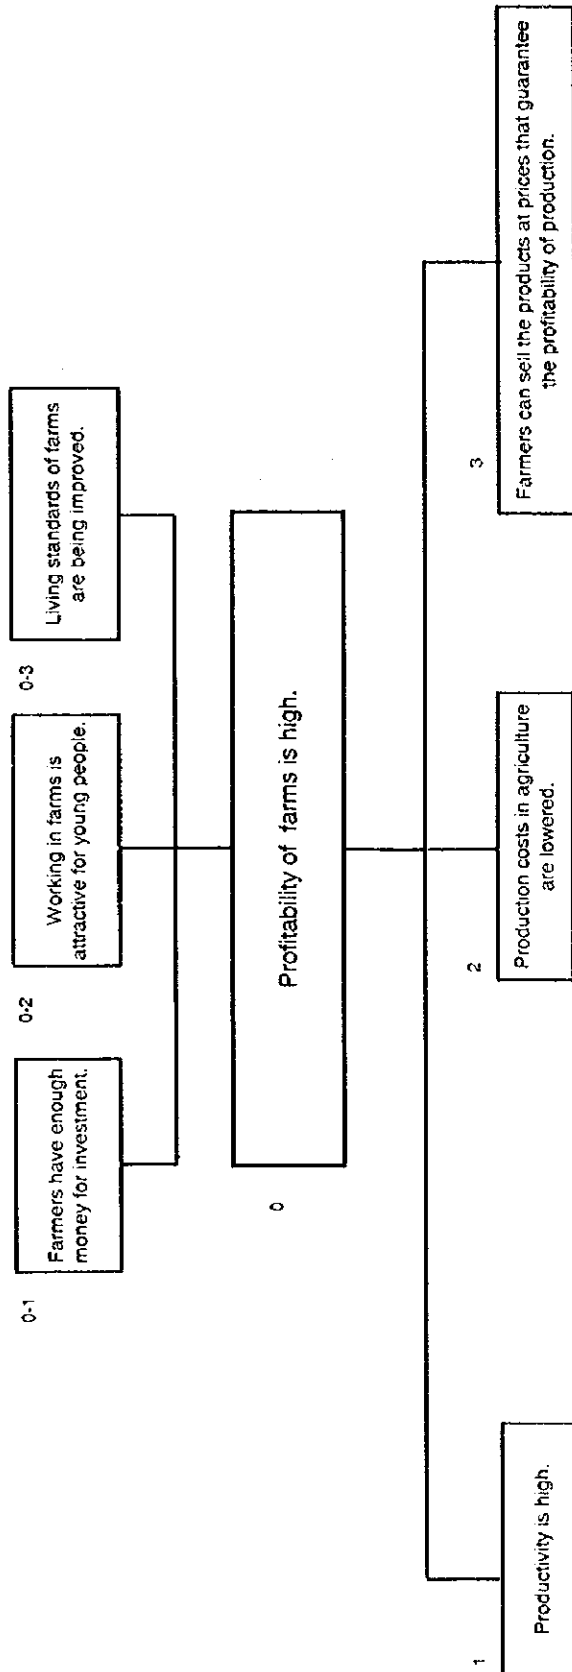 0-1
Farmers have enough
money for investment.
0-2
Working in farms is
attractive for young people.
0-3
Living standards of farms
are being improved.
0
Profitability of farms is high.
1
Productivity is high.
2
Production costs in agriculture
are lowered.
3
Farmers can sell the products at prices that guarantee
the profitability of production.